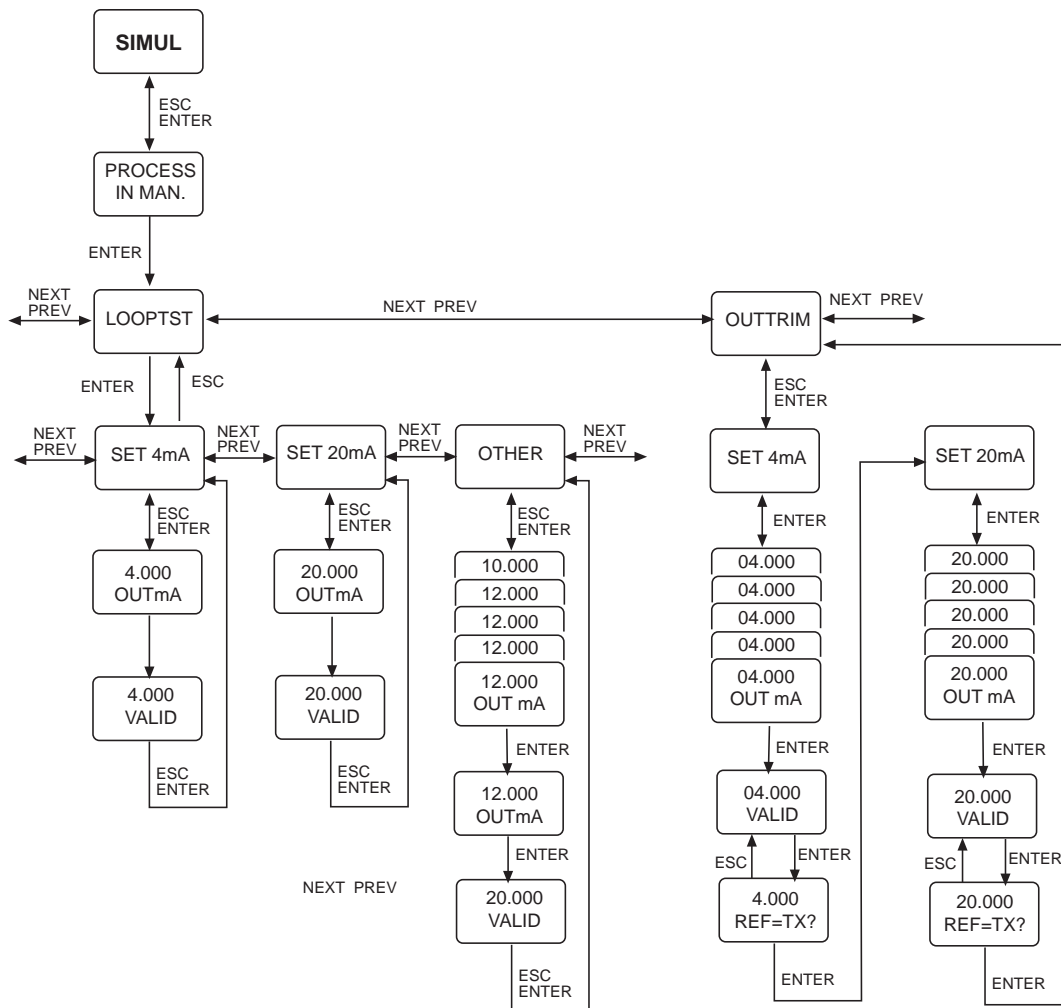 SIMUL
ESC
ENTER
PROCESS
IN MAN.
ENTER
NEXT
PREV
LOOPTST
NEXT PREV
OUTTRIM
NEXT PREV
ENTER
ESC
ESC
ENTER
NEXT
PREV
SET 4mA
NEXT
PREV
SET 20mA
NEXT
PREV
OTHER
NEXT
PREV
SET 4mA
SET 20mA
ESC
ENTER
ESC
ENTER
ESC
ENTER
ENTER
ENTER
4.000
OUTmA
20.000
OUTmA
10.000
12.000
12.000
12.000
12.000
OUT mA
04.000
04.000
04.000
04.000
04.000
OUT mA
20.000
20.000
20.000
20.000
20.000
OUT mA
4.000
VALID
20.000
VALID
ENTER
ENTER
ENTER
ESC
ENTER
ESC
ENTER
12.000
OUTmA
04.000
VALID
20.000
VALID
ENTER
ESC
ENTER
ESC
ENTER
NEXT PREV
20.000
VALID
4.000
REF=TX?
20.000
REF=TX?
ESC
ENTER
ENTER
ENTER